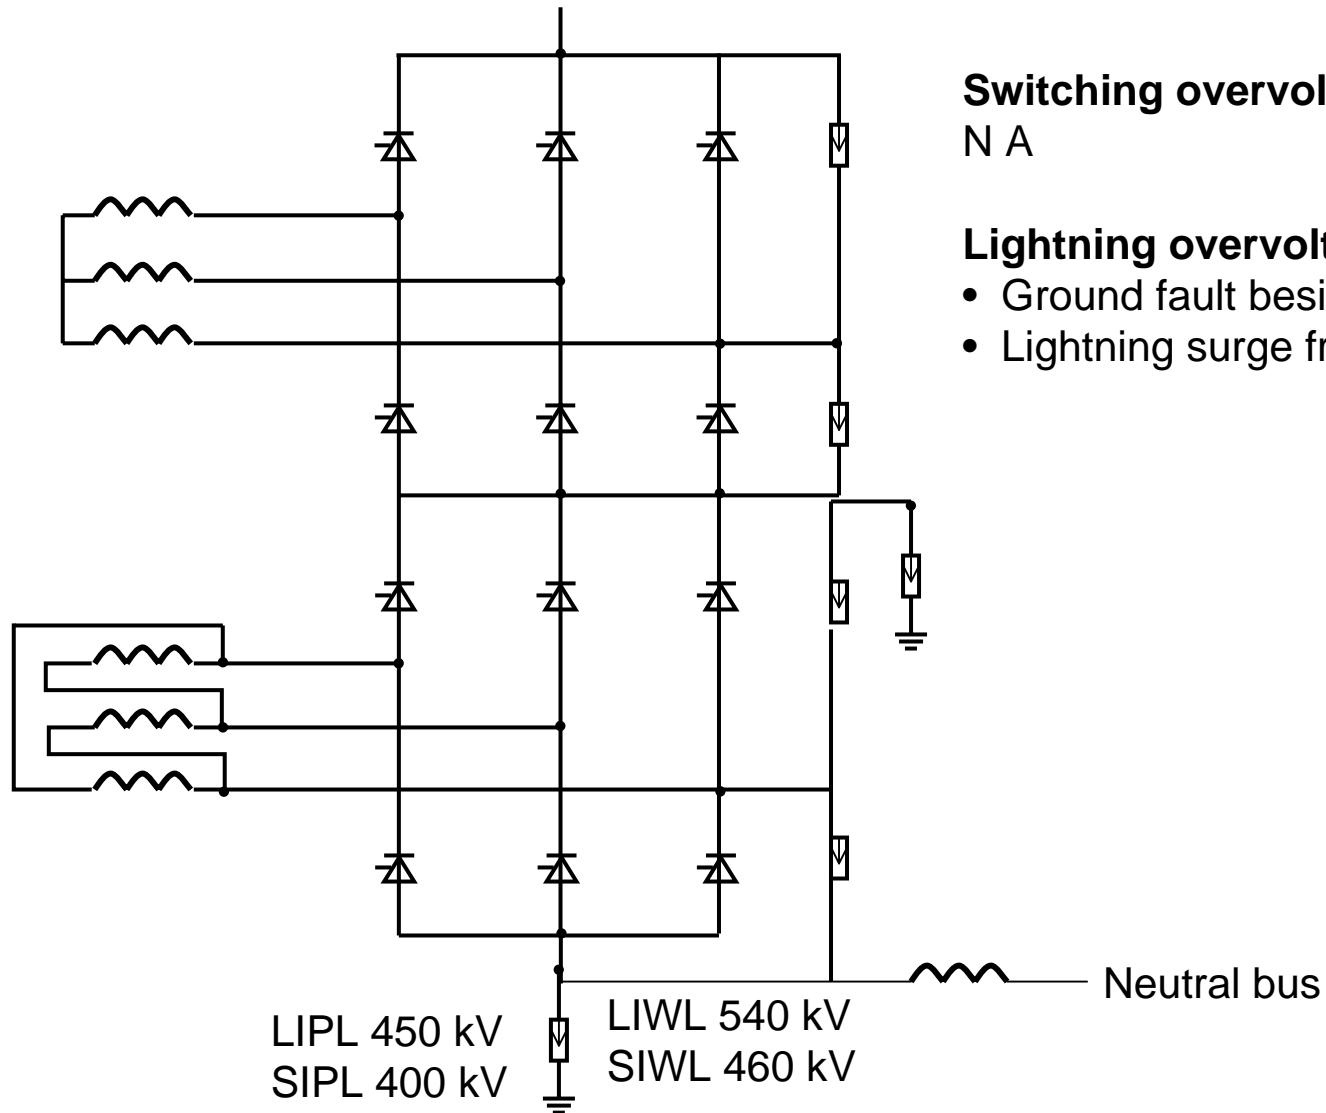 Switching overvol
N A
Lightning overvolt
• Ground fault besi
• Lightning surge fr
Neutral bus
LIPL 450 kV
SIPL 400 kV
LIWL 540 kV
SIWL 460 kV